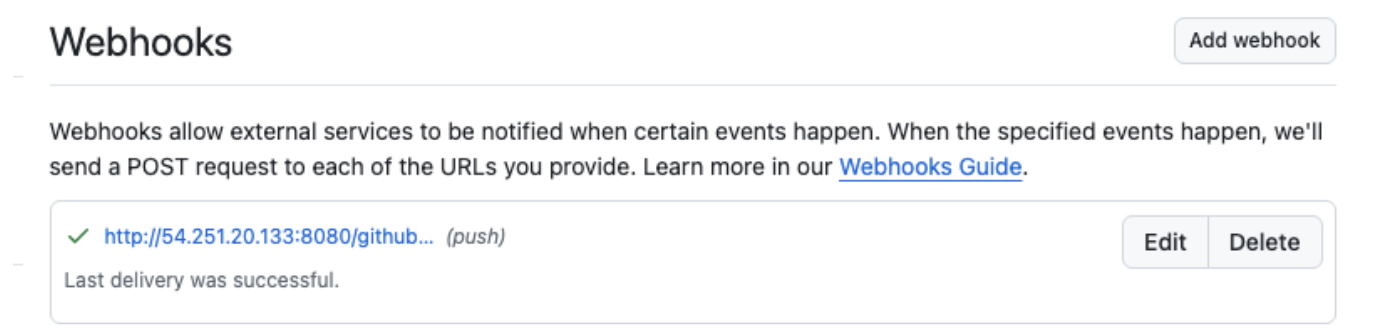 Webhooks
Add webhook
Webhooks allow external services to be notified when certain events happen. When the specified events happen, we'll
send a POST request to each of the URLs you provide. Learn more in our Webhooks Guide.
http://54.251.20.133:8080/github... (push)
Edit
Delete
Last delivery was successful.